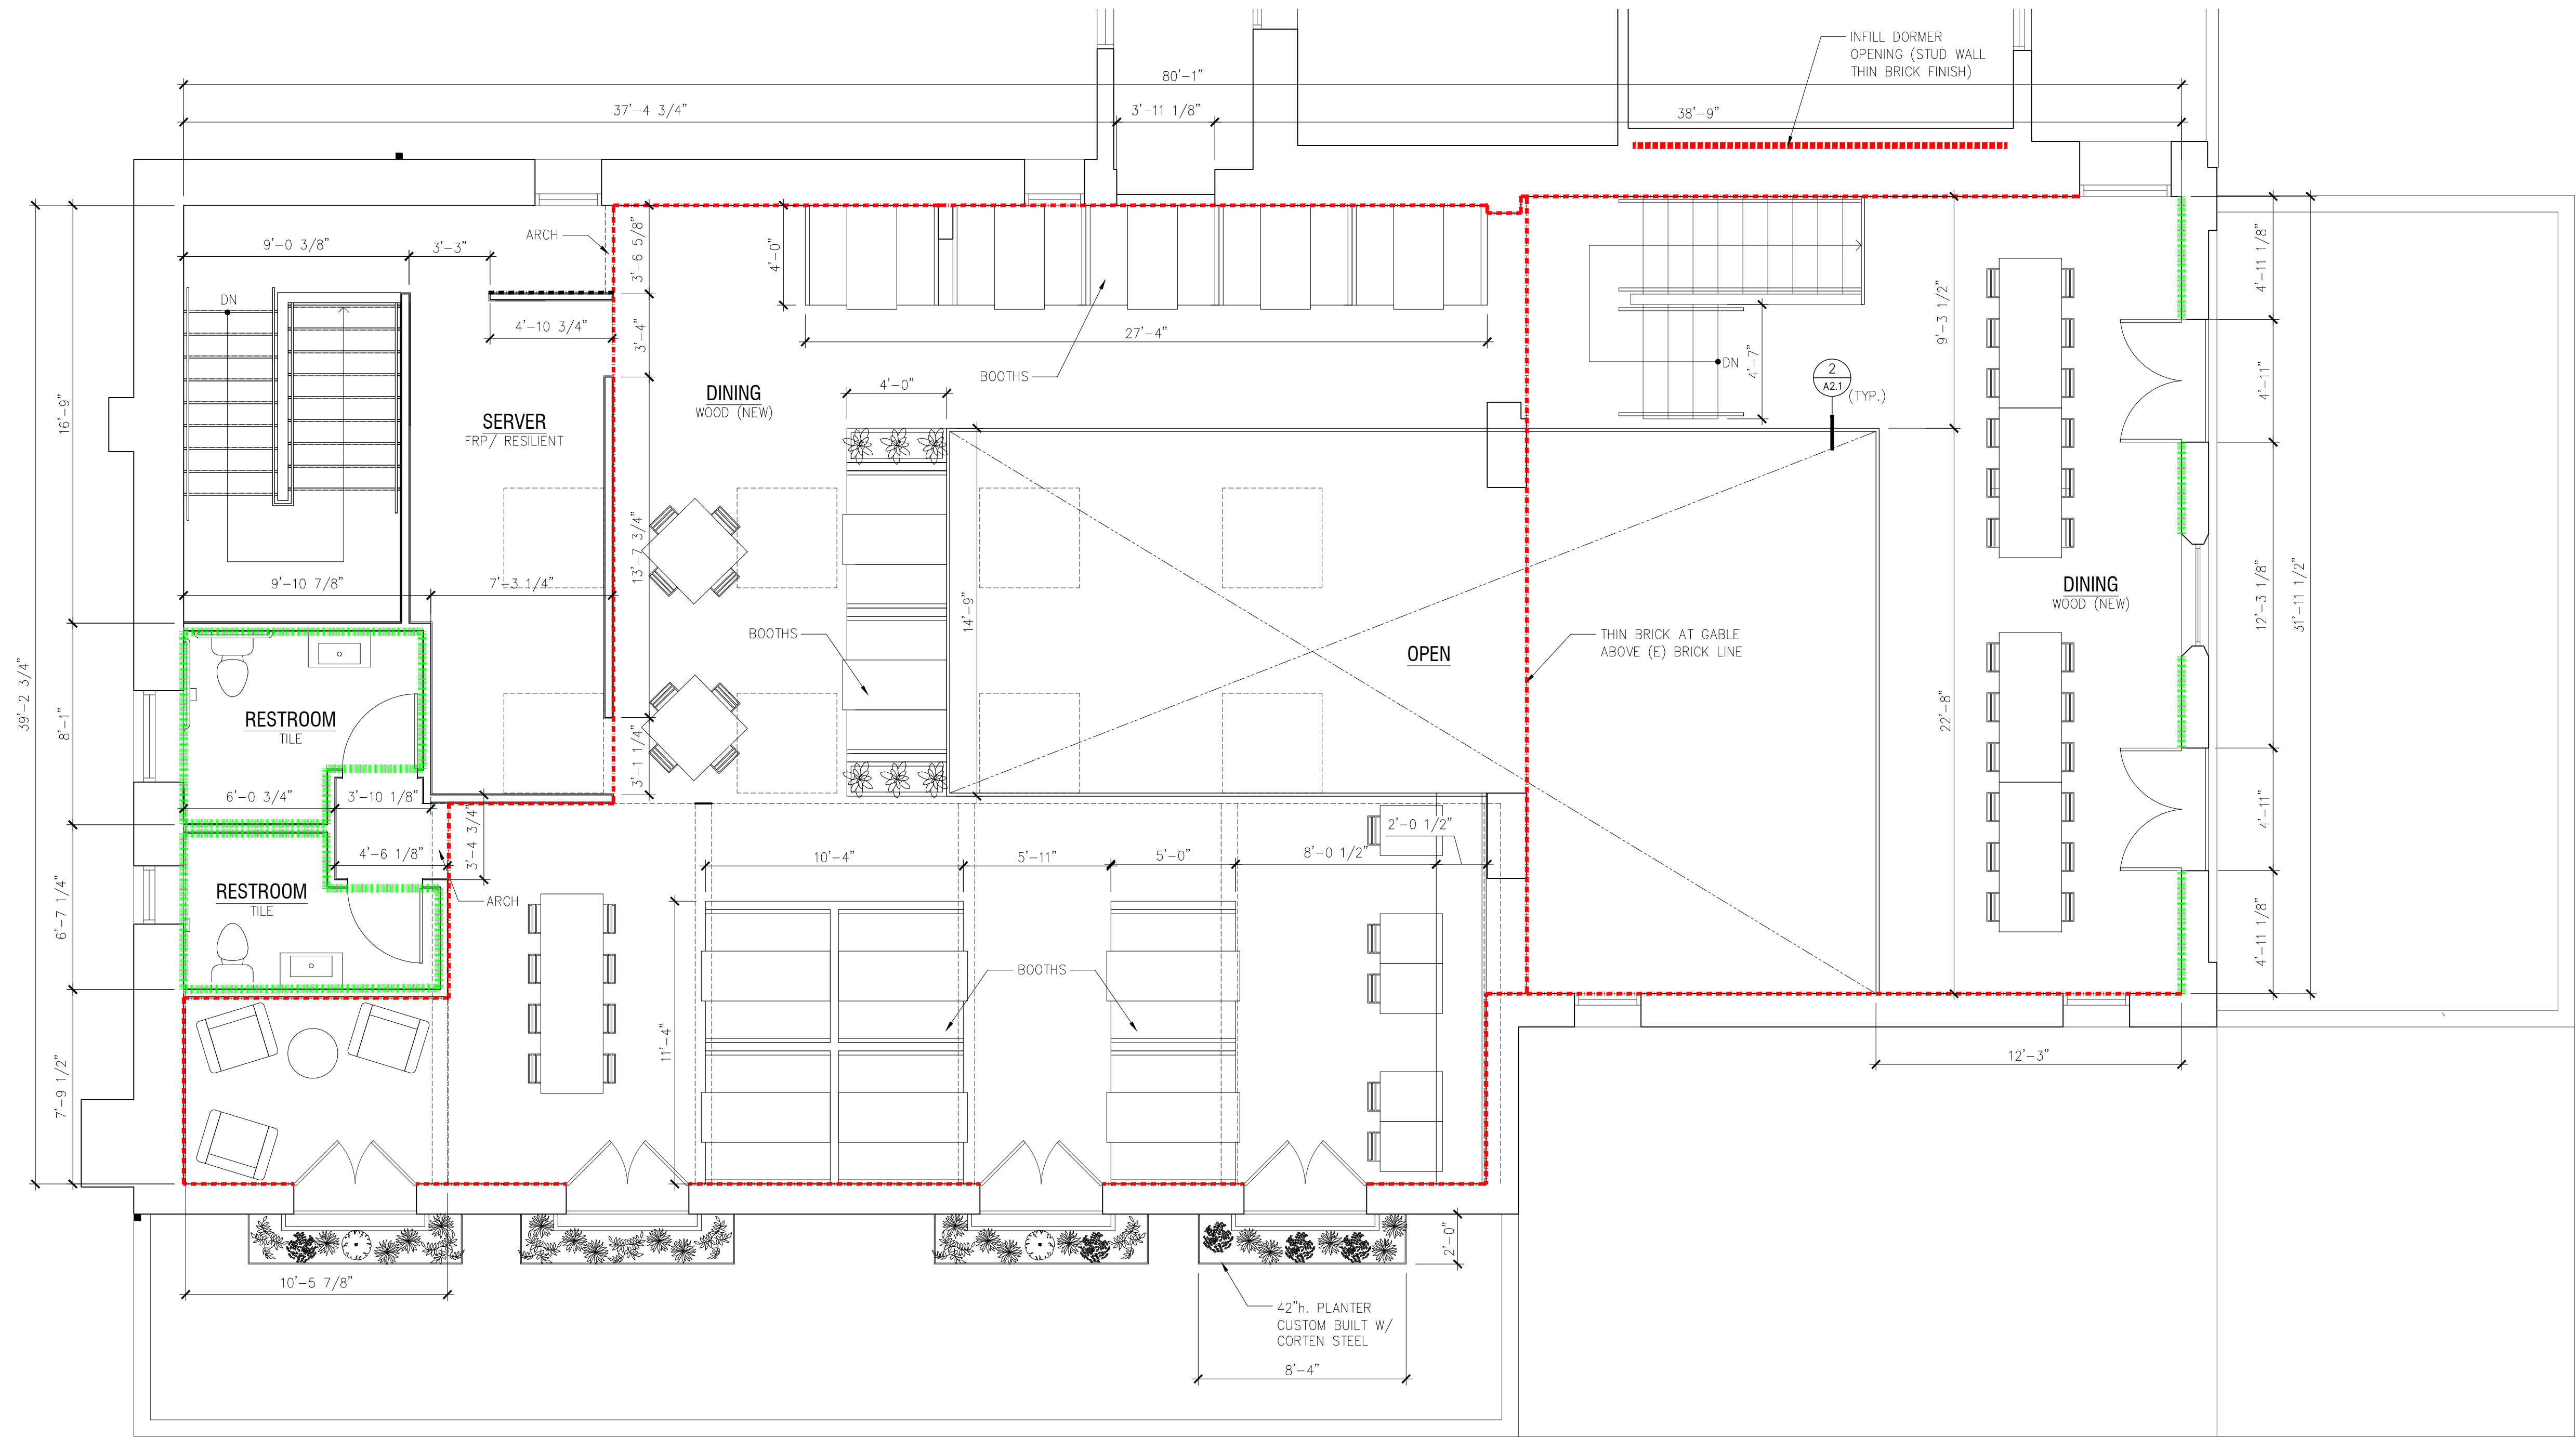 INFILL DORMER
OPENING (STUD WALL
THIN BRICK FINISH)
80'-1"
37'-4 3/4"
3'-11 1/8"
38'-9"
9'-0 3/8"
3'-3"
ARCH
3'-6 5/8"
4'-0"
4'-11 1/8"
DN
4'-10 3/4"
3'-4"
27'-4"
9'-3 1/2"
4'-7"
DN
2
A2.1
(TYP.)
4'-11"
BOOTHS
4'-0"
DINING
WOOD (NEW)
16'-9"
SERVER
FRP/ RESILIENT
9'-10 7/8"
7'-3 1/4"
13'-7 3/4"
14'-9"
DINING
WOOD (NEW)
12'-3 1/8"
31'-11 1/2"
BOOTHS
OPEN
THIN BRICK AT GABLE
ABOVE (E) BRICK LINE
39'-2 3/4"
8'-1"
RESTROOM
TILE
3'-1 1/4"
22'-8"
6'-0 3/4"
3'-10 1/8"
3'-4 3/4"
4'-6 1/8"
2'-0 1/2"
10'-4"
5'-11"
5'-0"
8'-0 1/2"
4'-11"
6'-7 1/4"
RESTROOM
TILE
ARCH
4'-11 1/8"
BOOTHS
11'-4"
7'-9 1/2"
12'-3"
2'-0"
10'-5 7/8"
42"h. PLANTER
CUSTOM BUILT W/
CORTEN STEEL
8'-4"